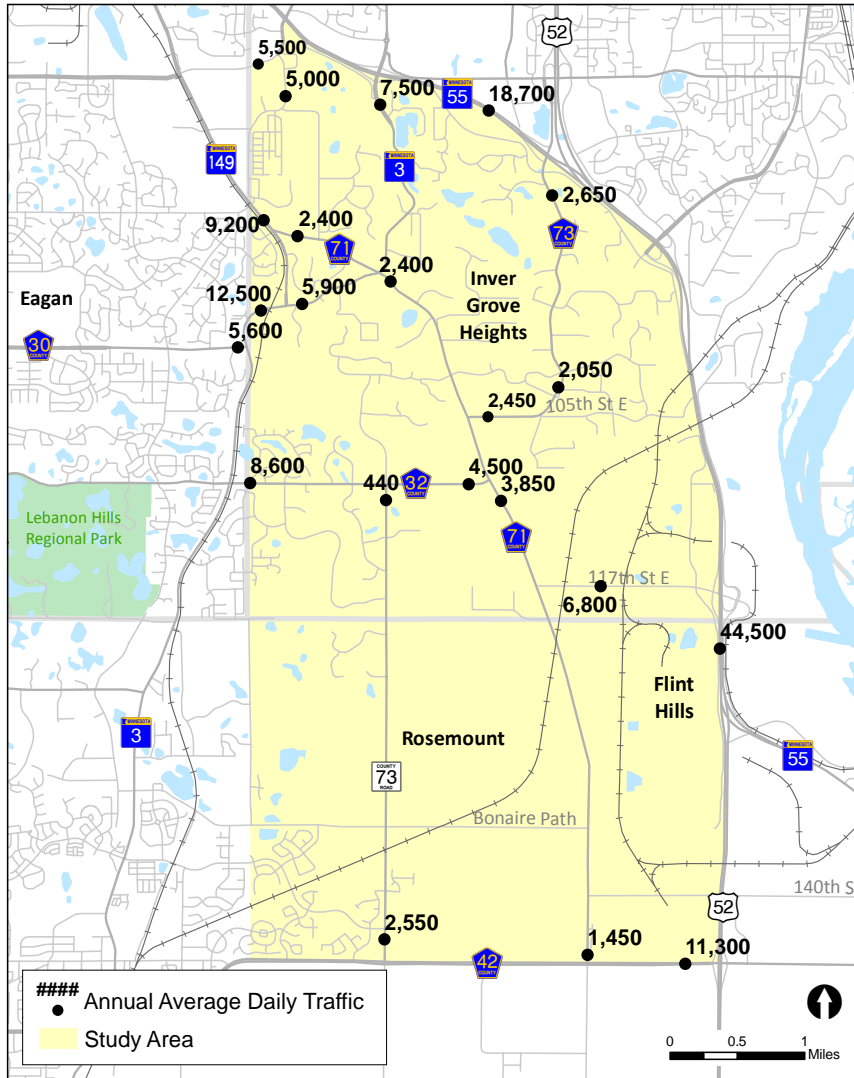 52
5,500
5,000
7,500
MINNESOTA
55
18,700
MINNESOTA
149
MINNESOTA
3
2,650
9,200
2,400
71
COUNTY
73
COUNTY
2,400
Inver
Grove
Heights
Eagan
12,500
5,900
5,600
30
COUNTY
2,050
2,450
105th St E
8,600
440
32
COUNTY
4,500
3,850
Lebanon Hills
Regional Park
71
COUNTY
117th St E
6,800
44,500
Flint
Hills
MINNESOTA
3
Rosemount
MINNESOTA
55
COUNTY
73
ROAD
Bonaire Path
140th S
52
2,550
1,450
11,300
42
COUNTY
#### Annual Average Daily Traffic
Study Area
0 0.5 1
Miles